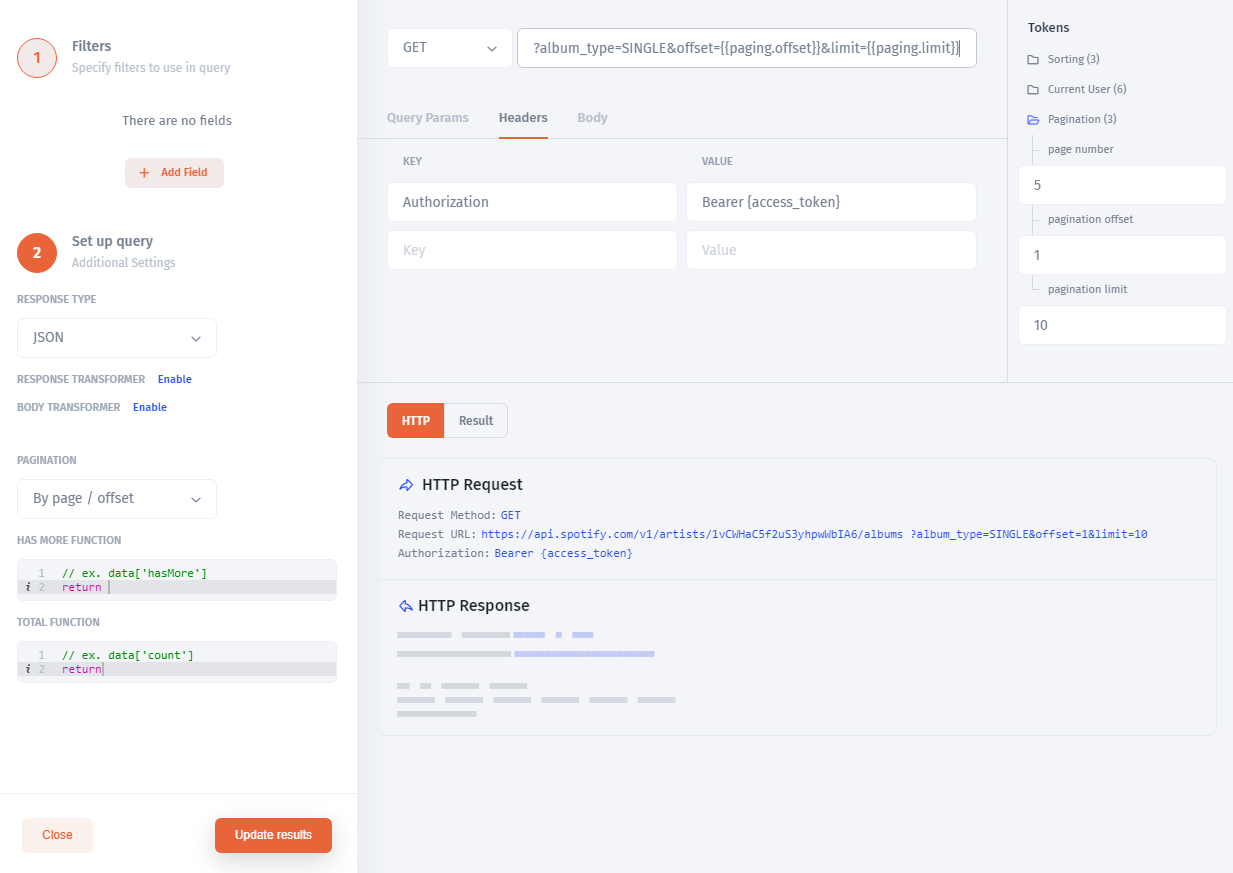 1
Filters
Specify filters to use in query
There are no fields
+ Add Field
2
Set up query
Additional Settings
RESPONSE TYPE
JSON
RESPONSE TRANSFORMER Enable
BODY TRANSFORMER Enable
PAGINATION
By page / offset
HAS MORE FUNCTION
1 // ex. data['hasMore']
i 2 return
TOTAL FUNCTION
1 // ex. data['count']
i 2 return
Close
Update results
GET
?album_type=SINGLE&offset={{paging.offset}}&limit={{paging.limit}}
Query Params Headers Body
KEY VALUE
Authorization Bearer {access_token}
Key Value
Tokens
Sorting (3)
Current User (6)
Pagination (3)
page number
5
pagination offset
1
pagination limit
10
HTTP Result
HTTP Request
Request Method: GET
Request URL: https://api.spotify.com/v1/artists/1vCWHaC5f2uS3yhpwWbIA6/albums ?album_type=SINGLE&offset=1&limit=10
Authorization: Bearer {access_token}
HTTP Response